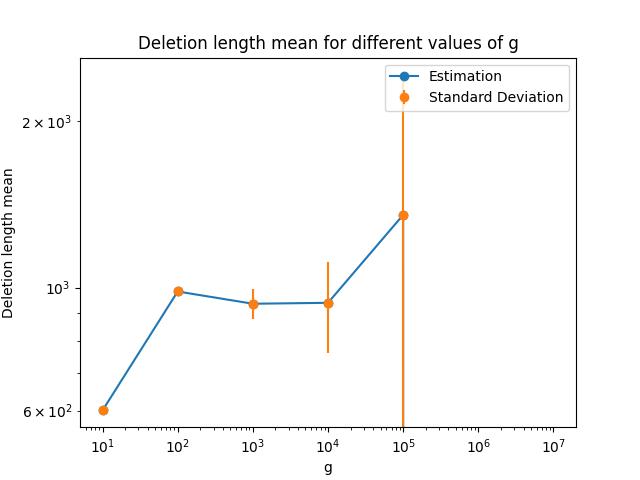 Deletion length mean for different values of g
Estimation
Standard Deviation
2 × 10³
10³
6 × 10²
Deletion length mean
10¹ 10² 10³ 10⁴ 10⁵ 10⁶ 10⁷
g